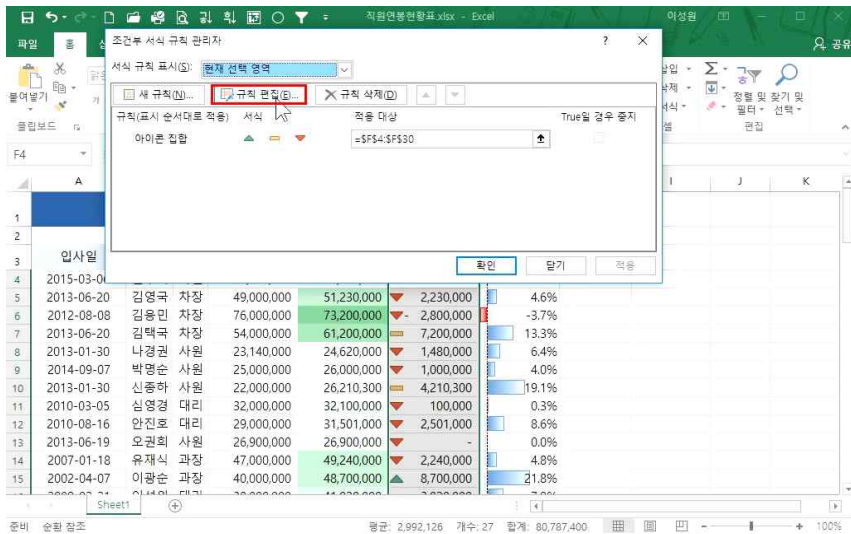 직원연봉현황표.xlsx - Excel
이성원
파일
홈
공유
조건부 서식 규칙 관리자
? ×
서식 규칙 표시(S): 현재 선택 영역
새 규칙(N)...
규칙 편집(E)...
규칙 삭제(D)
규칙(표시 순서대로 적용) 서식 적용 대상 True일 경우 중지
아이콘 집합 =$F$4:$F$30
확인 닫기 적용
붙여넣기
클립보드
정렬 및 필터
찾기 및 선택
편집
F4
A I J K
1
2
3 입사일
4
5 2013-06-20 김영국 차장 49,000,000 51,230,000 2,230,000 4.6%
6 2012-08-08 김용민 차장 76,000,000 73,200,000 - 2,800,000 -3.7%
7 2013-06-20 김택국 차장 54,000,000 61,200,000 7,200,000 13.3%
8 2013-01-30 나경권 사원 23,140,000 24,620,000 1,480,000 6.4%
9 2014-09-07 박명순 사원 25,000,000 26,000,000 1,000,000 4.0%
10 2013-01-30 신종하 사원 22,000,000 26,210,300 4,210,300 19.1%
11 2010-03-05 심영경 대리 32,000,000 32,100,000 100,000 0.3%
12 2010-08-16 안진호 대리 29,000,000 31,501,000 2,501,000 8.6%
13 2013-06-19 오권희 사원 26,900,000 26,900,000 - 0.0%
14 2007-01-18 유재식 과장 47,000,000 49,240,000 2,240,000 4.8%
15 2002-04-07 이광순 과장 40,000,000 48,700,000 8,700,000 21.8%
Sheet1
준비 순환 참조 평균: 2,992,126 개수: 27 합계: 80,787,400 100%